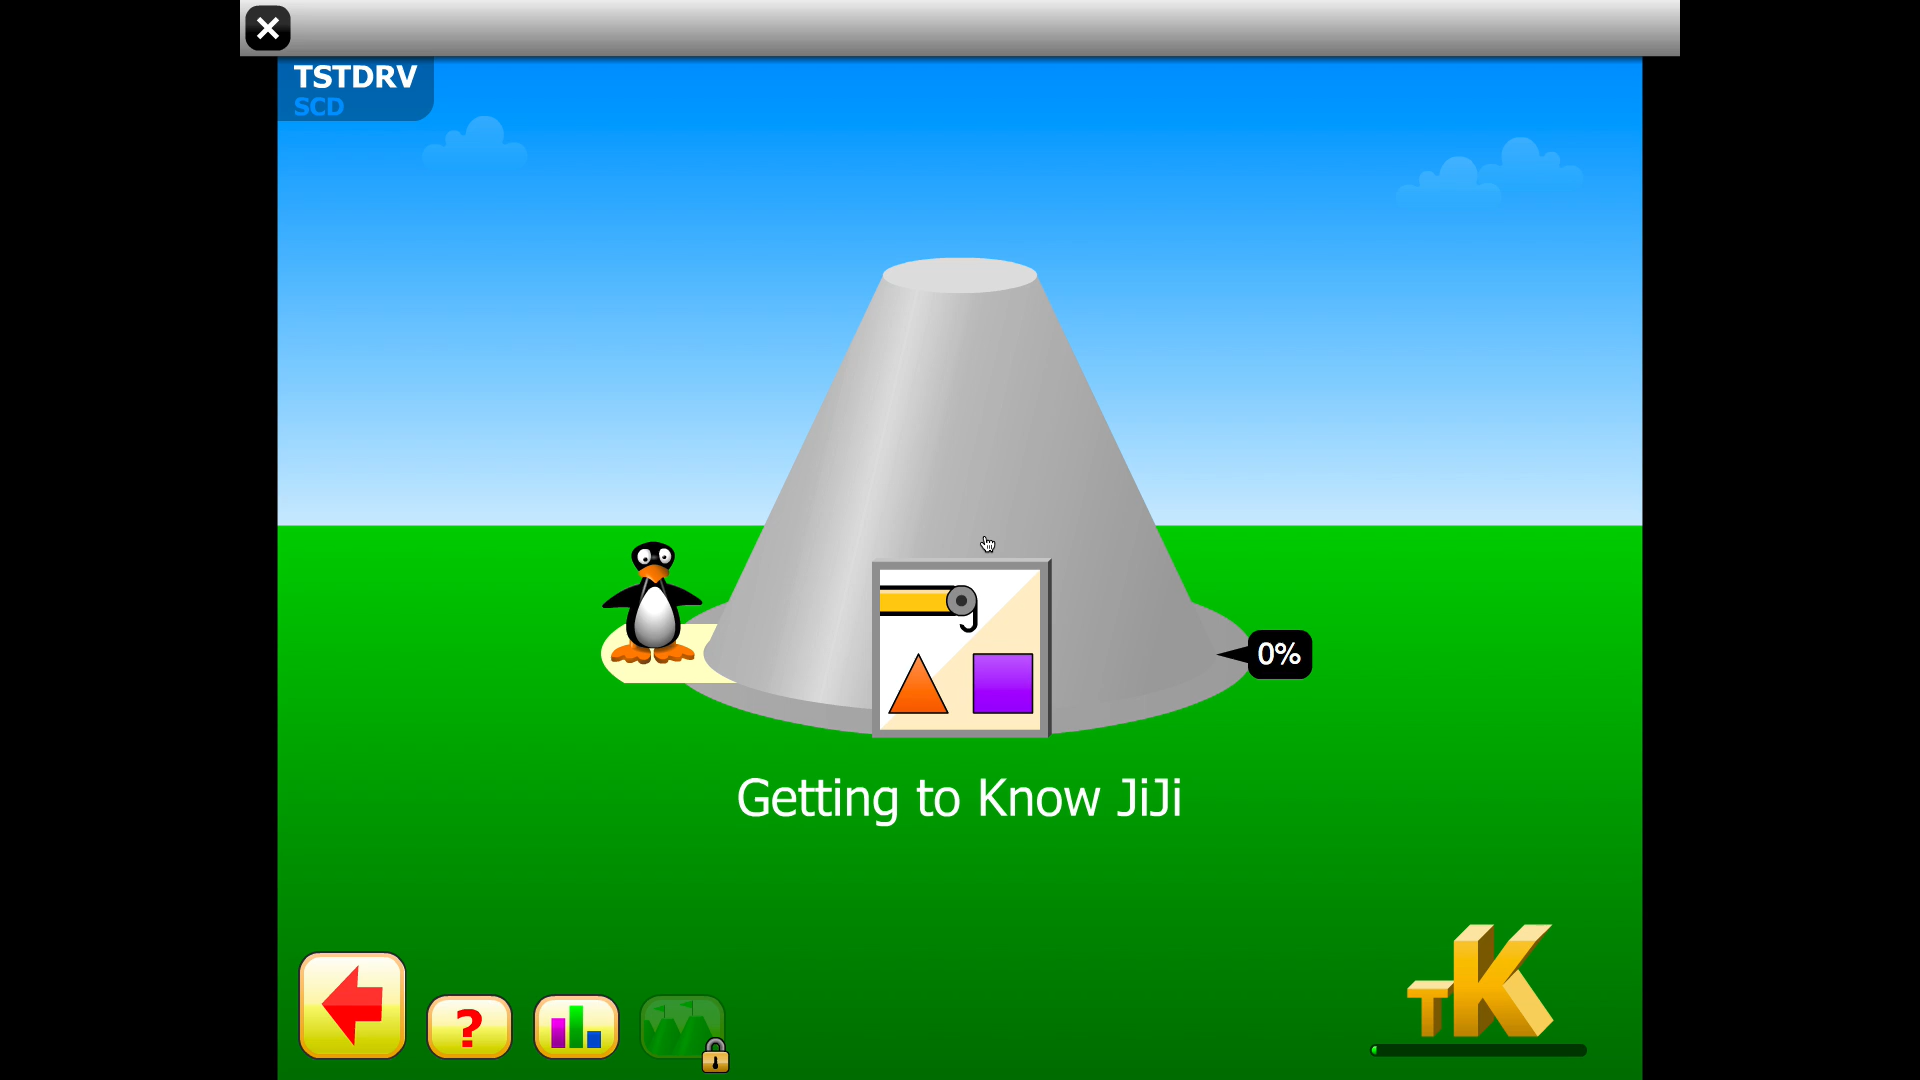 TSTDRV
SCD
0%
Getting to Know JiJi
?
TK